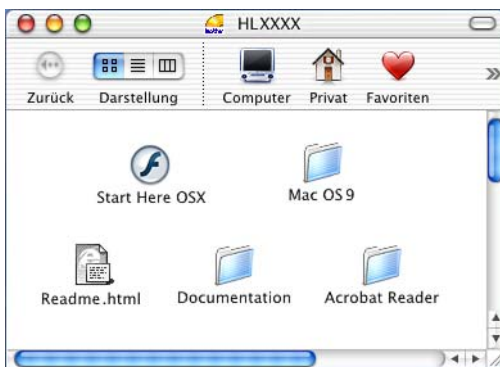 HLXXXX
Zurück Darstellung Computer Privat Favoriten
Start Here OSX Mac OS 9
Readme.html Documentation Acrobat Reader